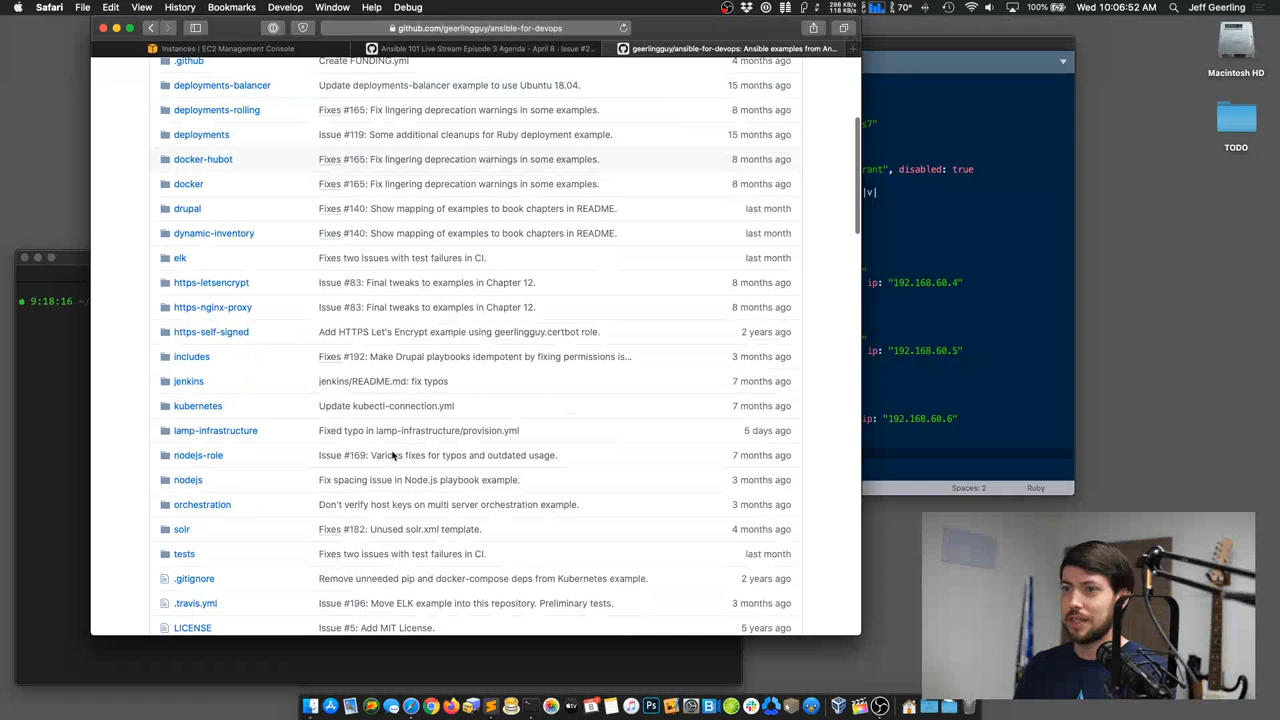 Safari File Edit View History Bookmarks Develop Window Help Debug
298 KB/s
70° 100% Wed 10:06:52 AM Jeff Geerling
github.com/geerlingguy/ansible-for-devops
Instances | EC2 Management Console
Ansible 101 Live Stream Episode 3 Agenda - April 8 · Issue #2...
geerlingguy/ansible-for-devops: Ansible examples from An...
.github Create FUNDING.yml 4 months ago
deployments-balancer Update deployments-balancer example to use Ubuntu 18.04. 15 months ago
deployments-rolling Fixes #165: Fix lingering deprecation warnings in some examples. 8 months ago
deployments Issue #119: Some additional cleanups for Ruby deployment example. 15 months ago
docker-hubot Fixes #165: Fix lingering deprecation warnings in some examples. 8 months ago
docker Fixes #165: Fix lingering deprecation warnings in some examples. 8 months ago
drupal Fixes #140: Show mapping of examples to book chapters in README. last month
dynamic-inventory Fixes #140: Show mapping of examples to book chapters in README. last month
elk Fixes two issues with test failures in CI. last month
https-letsencrypt Issue #83: Final tweaks to examples in Chapter 12. 8 months ago
https-nginx-proxy Issue #83: Final tweaks to examples in Chapter 12. 8 months ago
https-self-signed Add HTTPS Let's Encrypt example using geerlingguy.certbot role. 2 years ago
includes Fixes #192: Make Drupal playbooks idempotent by fixing permissions is... 3 months ago
jenkins jenkins/README.md: fix typos 7 months ago
kubernetes Update kubectl-connection.yml 7 months ago
lamp-infrastructure Fixed typo in lamp-infrastructure/provision.yml 5 days ago
nodejs-role Issue #169: Various fixes for typos and outdated usage. 7 months ago
nodejs Fix spacing issue in Node.js playbook example. 3 months ago
orchestration Don't verify host keys on multi server orchestration example. 3 months ago
solr Fixes #182: Unused solr.xml template. 4 months ago
tests Fixes two issues with test failures in CI. last month
.gitignore Remove unneeded pip and docker-compose deps from Kubernetes example. 2 years ago
.travis.yml Issue #196: Move ELK example into this repository. Preliminary tests. 3 months ago
LICENSE Issue #5: Add MIT License. 5 years ago
9:18:16 ~/
s7"
rant", disabled: true
|v|
ip: "192.168.60.4"
ip: "192.168.60.5"
ip: "192.168.60.6"
Spaces: 2 Ruby
Macintosh HD
TODO